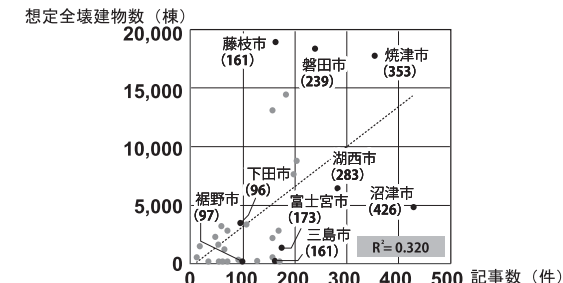 想定全壊建物数（棟）
20,000
15,000
10,000
5,000
0
藤枝市
(161)
磐田市
(239)
焼津市
(353)
湖西市
(283)
下田市
(96)
裾野市
(97)
富士宮市
(173)
沼津市
(426)
三島市
(161)
R²= 0.320
0 100 200 300 400 500 記事数（件）